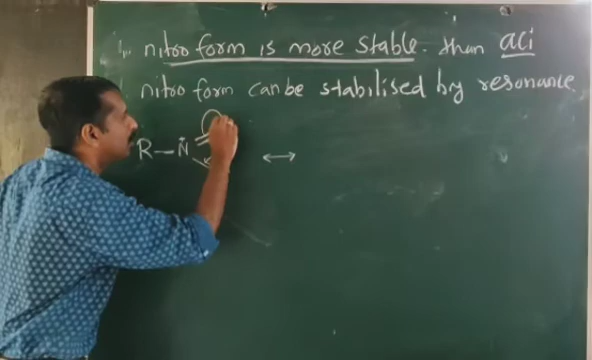 1. nitro form is more stable. than aci
nitro form can be stabilised by resonance.
R—N ↔